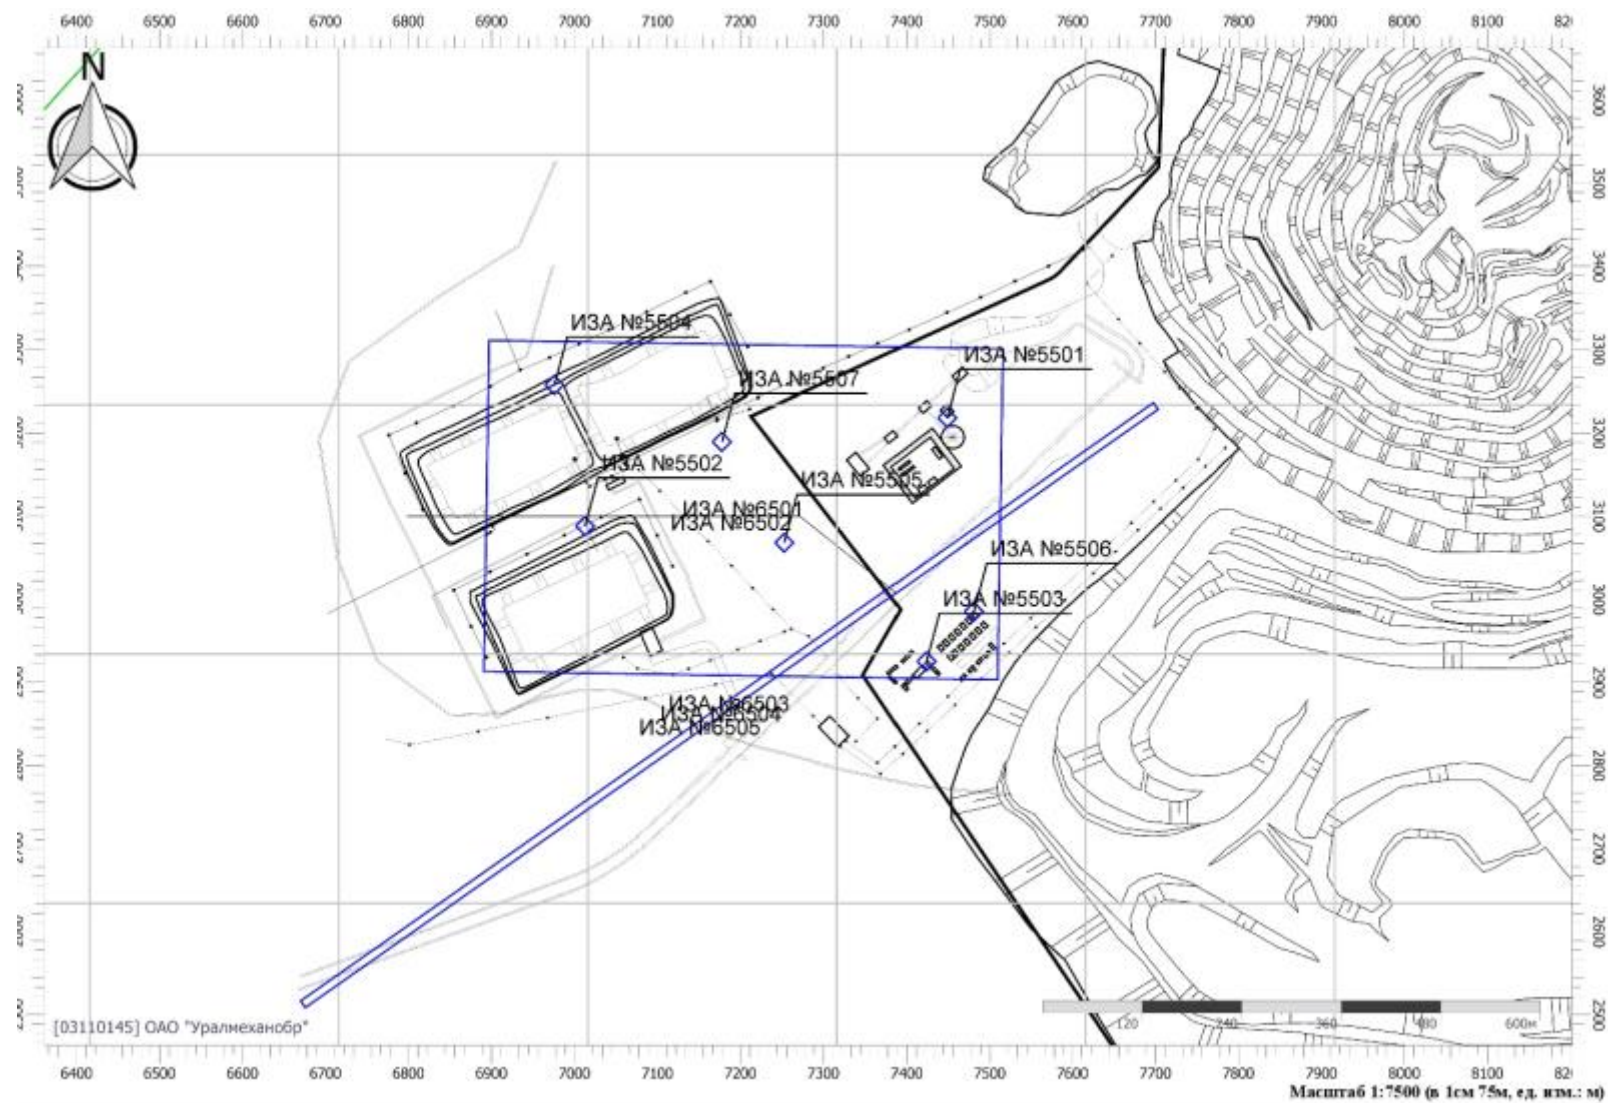 6400 6500 6600 6700 6800 6900 7000 7100 7200 7300 7400 7500 7600 7700 7800 7900 8000 8100
N
3600
3500
3400
ИЗА №5504
3300
ИЗА №5501
ИЗА №5507
3200
ИЗА №5502
ИЗА №5505
ИЗА №6501
3100
ИЗА №6502
ИЗА №5506
ИЗА №5503
3000
2900
ИЗА №6503
ИЗА №6504
ИЗА №6505
2800
2700
2600
2500
[03110145] ОАО "Уралмеханобр"
120 240 360 480 600м
6400 6500 6600 6700 6800 6900 7000 7100 7200 7300 7400 7500 7600 7700 7800 7900 8000 8100
Масштаб 1:7500 (в 1см 75м, ед. изм.: м)